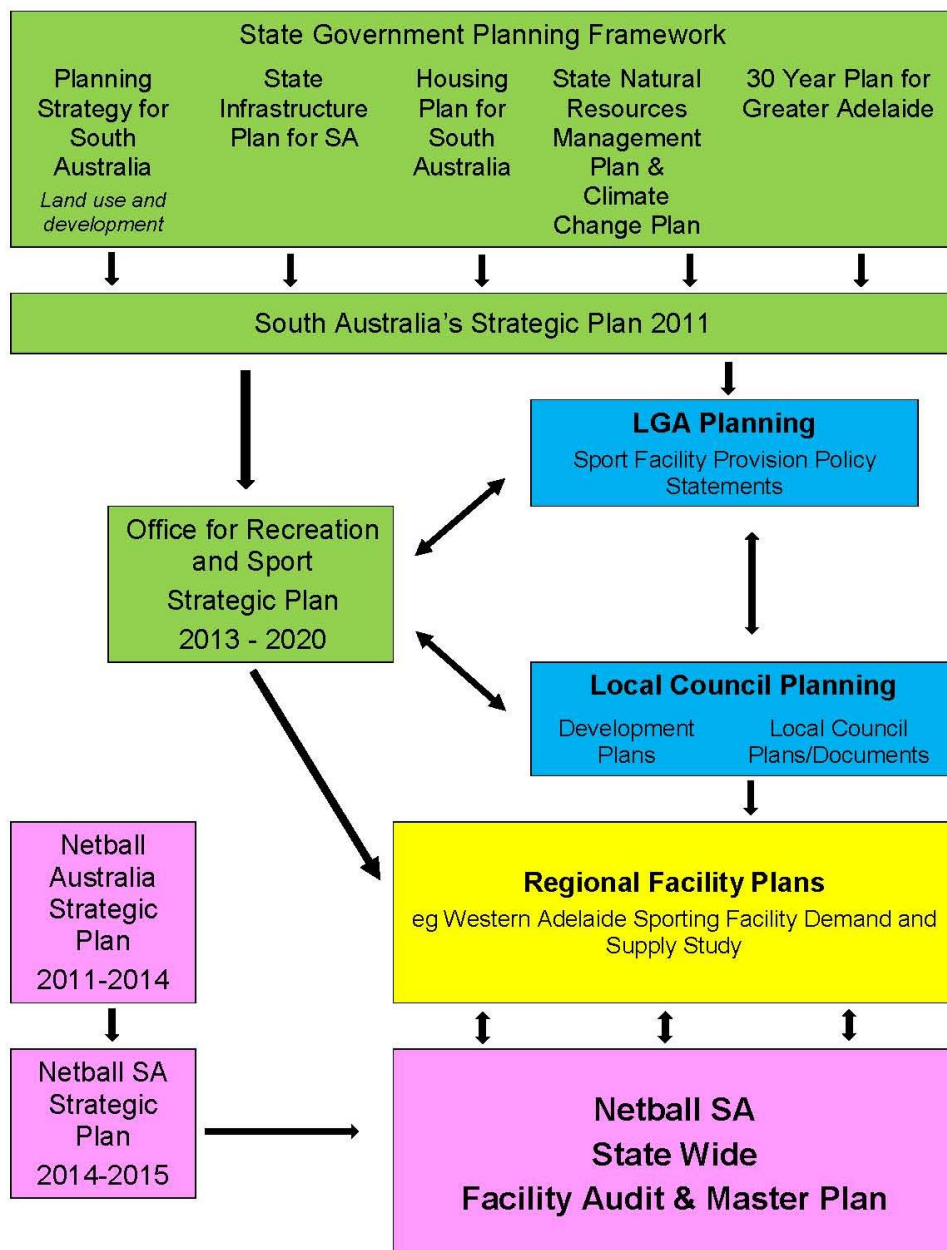 State Government Planning Framework
Planning
Strategy for
South
Australia
Land use and
development
State
Infrastructure
Plan for SA
Housing
Plan for
South
Australia
State Natural
Resources
Management
Plan &
Climate
Change Plan
30 Year Plan for
Greater Adelaide
South Australia's Strategic Plan 2011
LGA Planning
Sport Facility Provision Policy
Statements
Office for Recreation
and Sport
Strategic Plan
2013 - 2020
Local Council Planning
Development
Plans
Local Council
Plans/Documents
Netball
Australia
Strategic
Plan
2011-2014
Regional Facility Plans
eg Western Adelaide Sporting Facility Demand and
Supply Study
Netball SA
Strategic
Plan
2014-2015
Netball SA
State Wide
Facility Audit & Master Plan